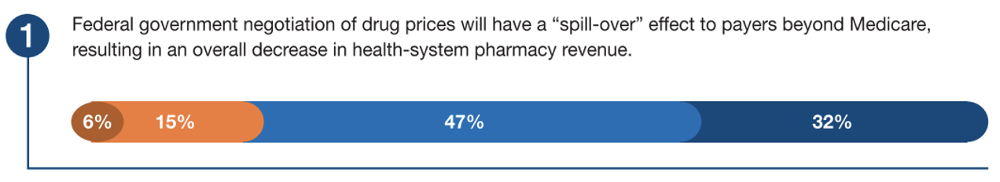 1
Federal government negotiation of drug prices will have a “spill-over” effect to payers beyond Medicare,
resulting in an overall decrease in health-system pharmacy revenue.
6% 15% 47% 32%